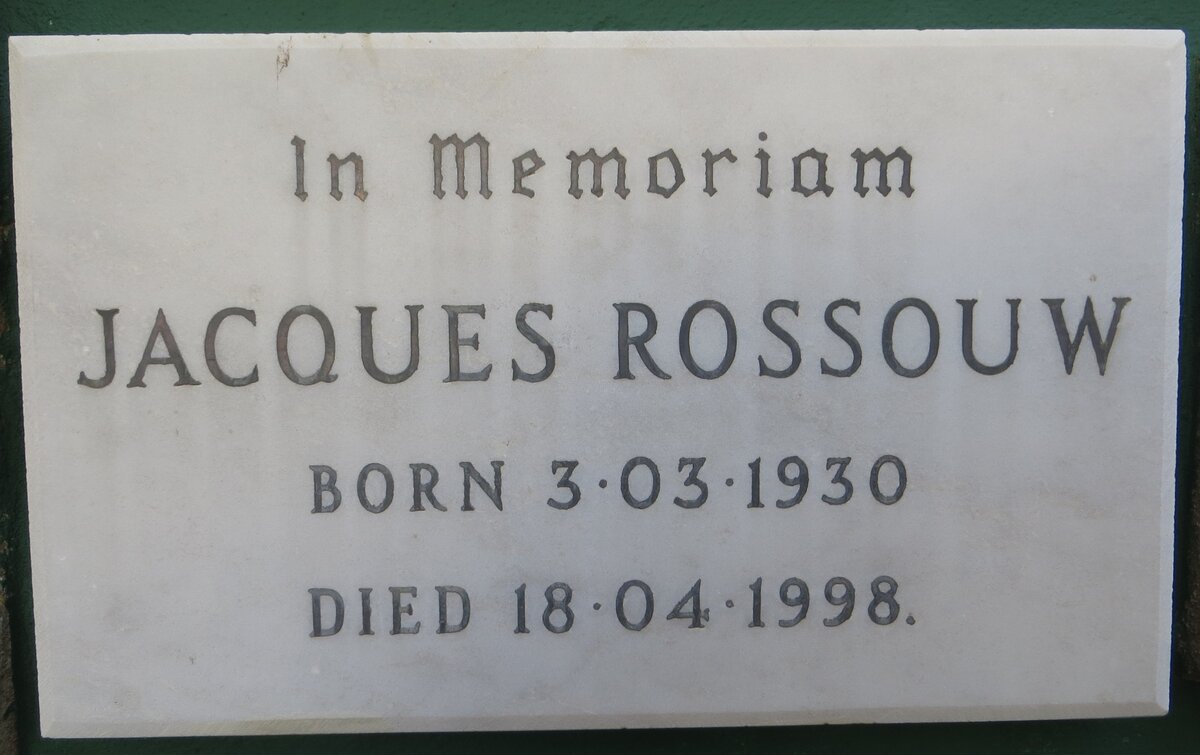 In Memoriam
JACQUES ROSSOUW
BORN 3·03·1930
DIED 18·04·1998.